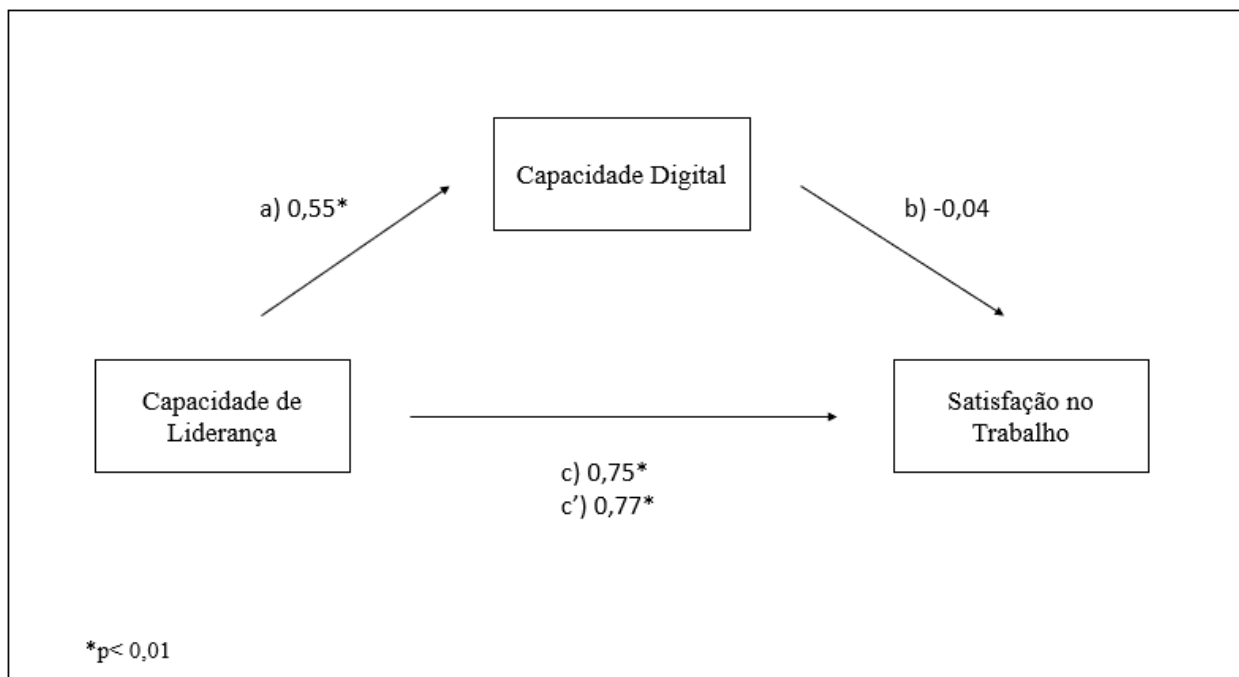 Capacidade Digital
a) 0,55*
b) -0,04
Capacidade de
Liderança
Satisfação no
Trabalho
c) 0,75*
c’) 0,77*
*p< 0,01